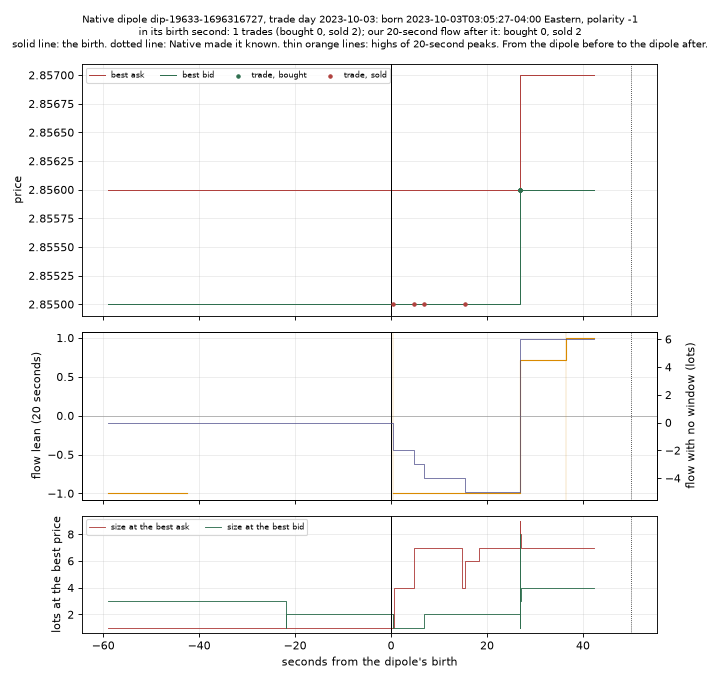 Native dipole dip-19633-1696316727, trade day 2023-10-03: born 2023-10-03T03:05:27-04:00 Eastern, polarity -1
in its birth second: 1 trades (bought 0, sold 2); our 20-second flow after it: bought 0, sold 2
solid line: the birth. dotted line: Native made it known. thin orange lines: highs of 20-second peaks. From the dipole before to the dipole after.
best ask best bid trade, bought trade, sold
2.85700
2.85675
2.85650
2.85625
2.85600
2.85575
2.85550
2.85525
2.85500
price
1.0
0.5
0.0
−0.5
−1.0
flow lean (20 seconds)
6
4
2
0
−2
−4
flow with no window (lots)
size at the best ask size at the best bid
8
6
4
2
lots at the best price
−60 −40 −20 0 20 40
seconds from the dipole's birth